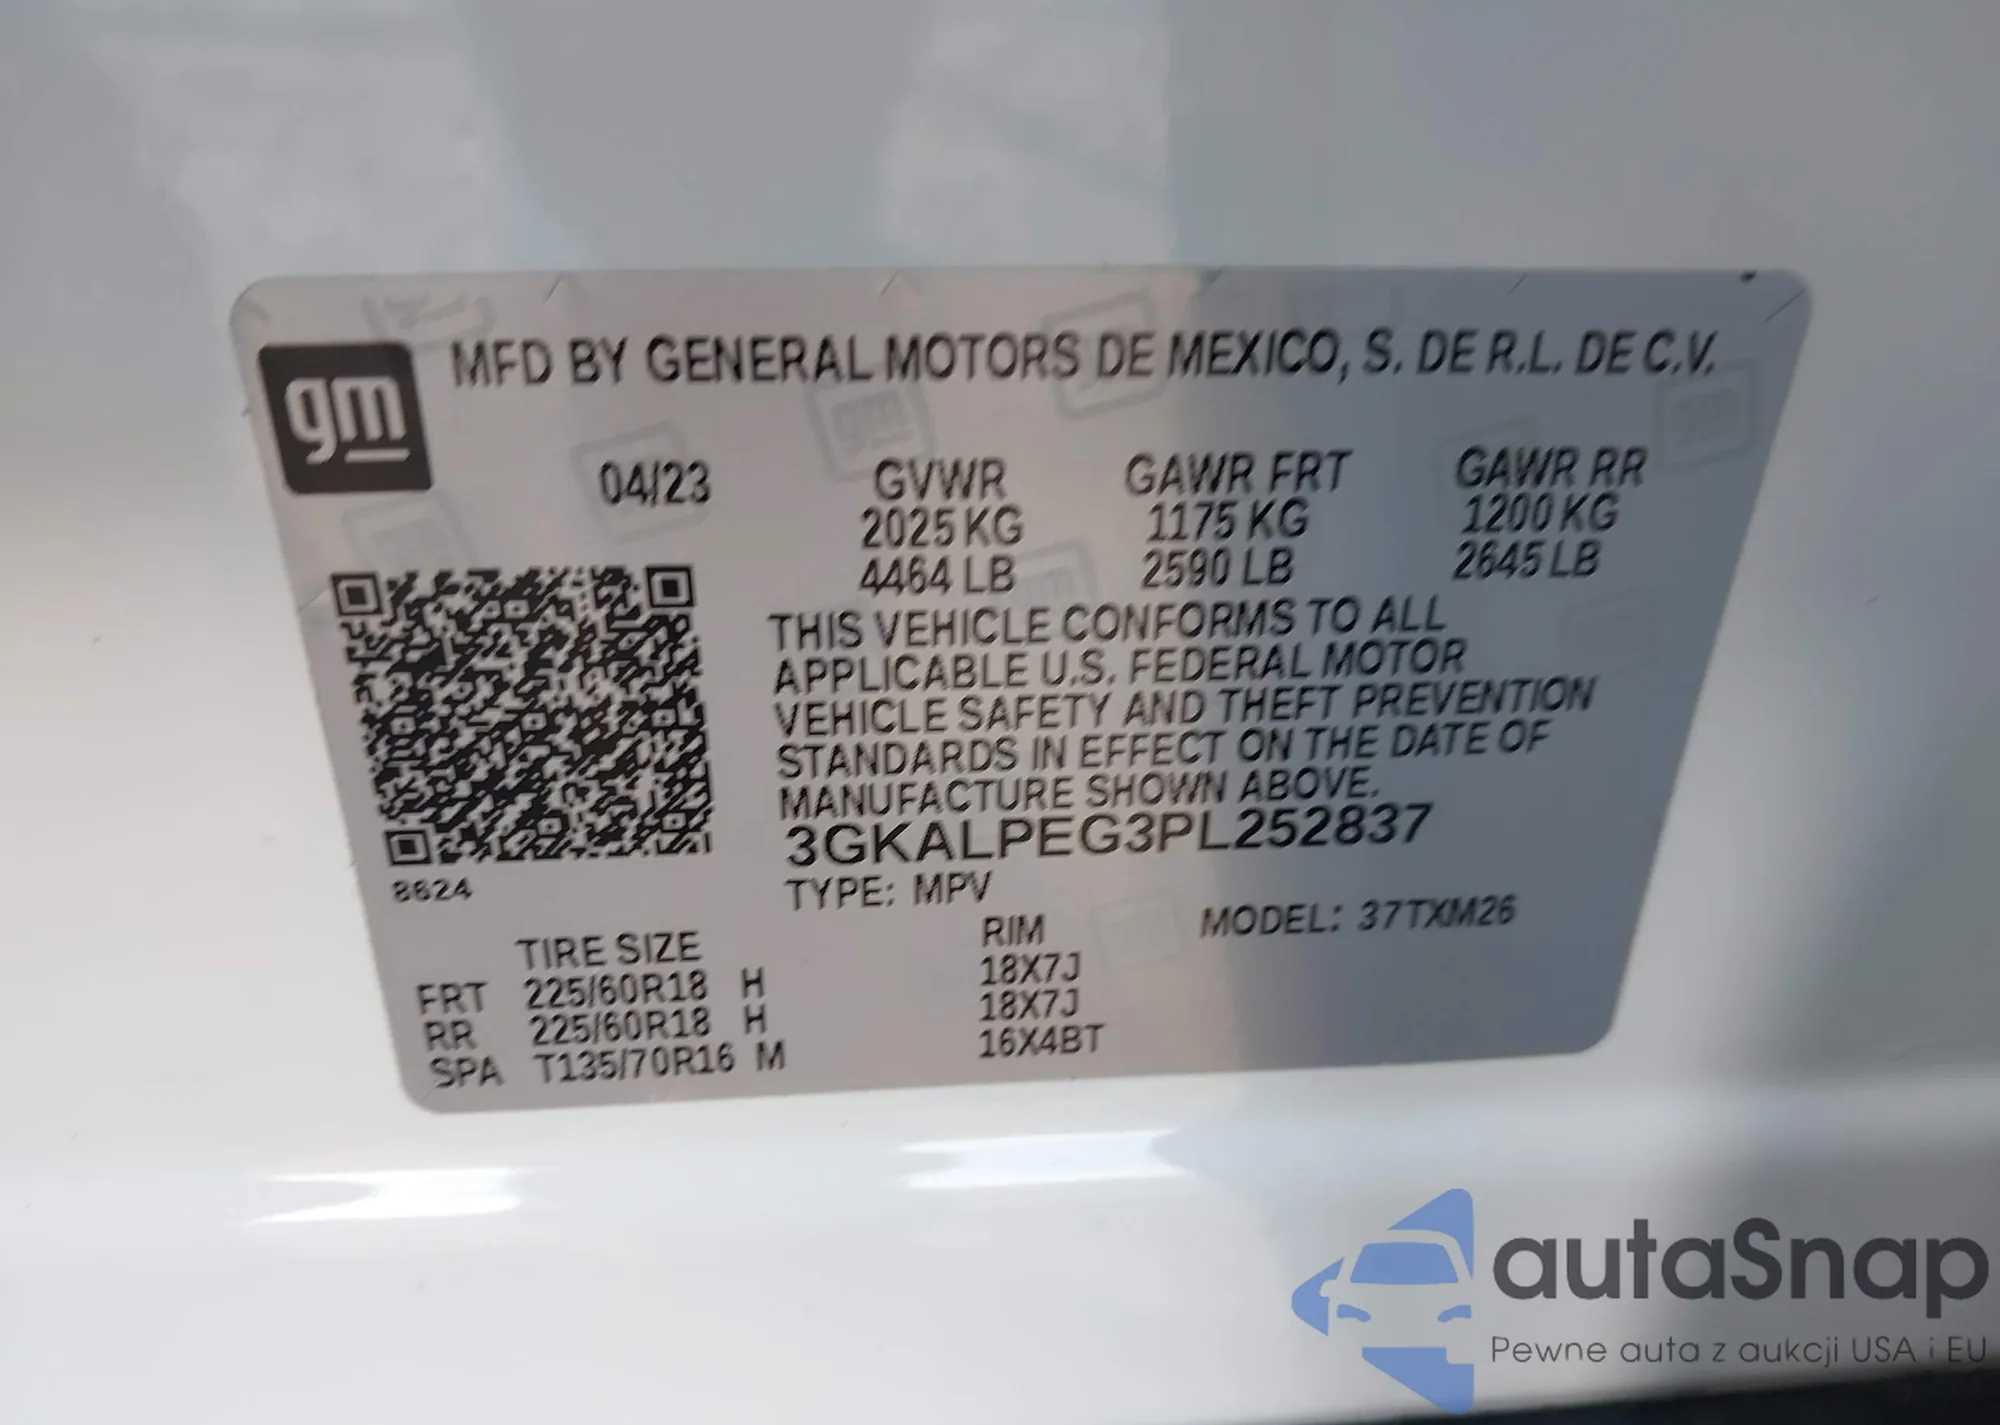 gm
MFD BY GENERAL MOTORS DE MEXICO, S. DE R.L. DE C.V.
04/23 GVWR GAWR FRT GAWR RR
2025 KG 1175 KG 1200 KG
4464 LB 2590 LB 2645 LB
THIS VEHICLE CONFORMS TO ALL
APPLICABLE U.S. FEDERAL MOTOR
VEHICLE SAFETY AND THEFT PREVENTION
STANDARDS IN EFFECT ON THE DATE OF
MANUFACTURE SHOWN ABOVE.
3GKALPEG3PL252837
8624
TYPE: MPV MODEL: 37TXM26
TIRE SIZE RIM
FRT 225/60R18 H 18X7J
RR 225/60R18 H 18X7J
SPA T135/70R16 M 16X4BT
autaSnap
Pewne auta z aukcji USA i EU